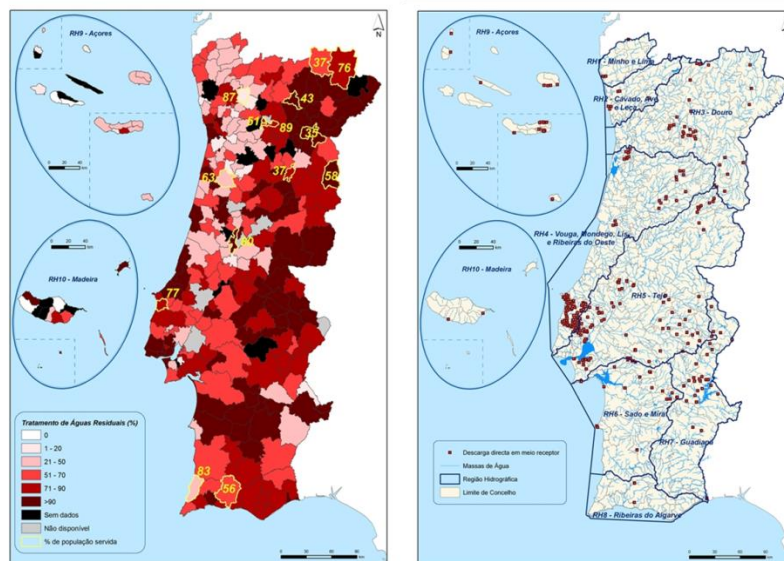 RH9 - Açores
N
37
76
87
43
51
89
35
37
58
63
RH10 - Madeira
77
Tratamento de Águas Residuais (%)
0
1 - 20
21 - 50
51 - 70
71 - 90
>90
Sem dados
Não disponível
% de população servida
83
56
RH9 - Açores
N
RH1 - Minho e Lima
RH2 - Cávado, Ave
e Leça
RH3 - Douro
RH4 - Vouga, Mondego, Lis
e Ribeiras do Oeste
RH10 - Madeira
RH5 - Tejo
RH6 - Sado e Mira
RH7 - Guadiana
Descarga directa em meio receptor
Massas de Água
Região Hidrográfica
Limite de Concelho
RH8 - Ribeiras do Algarve